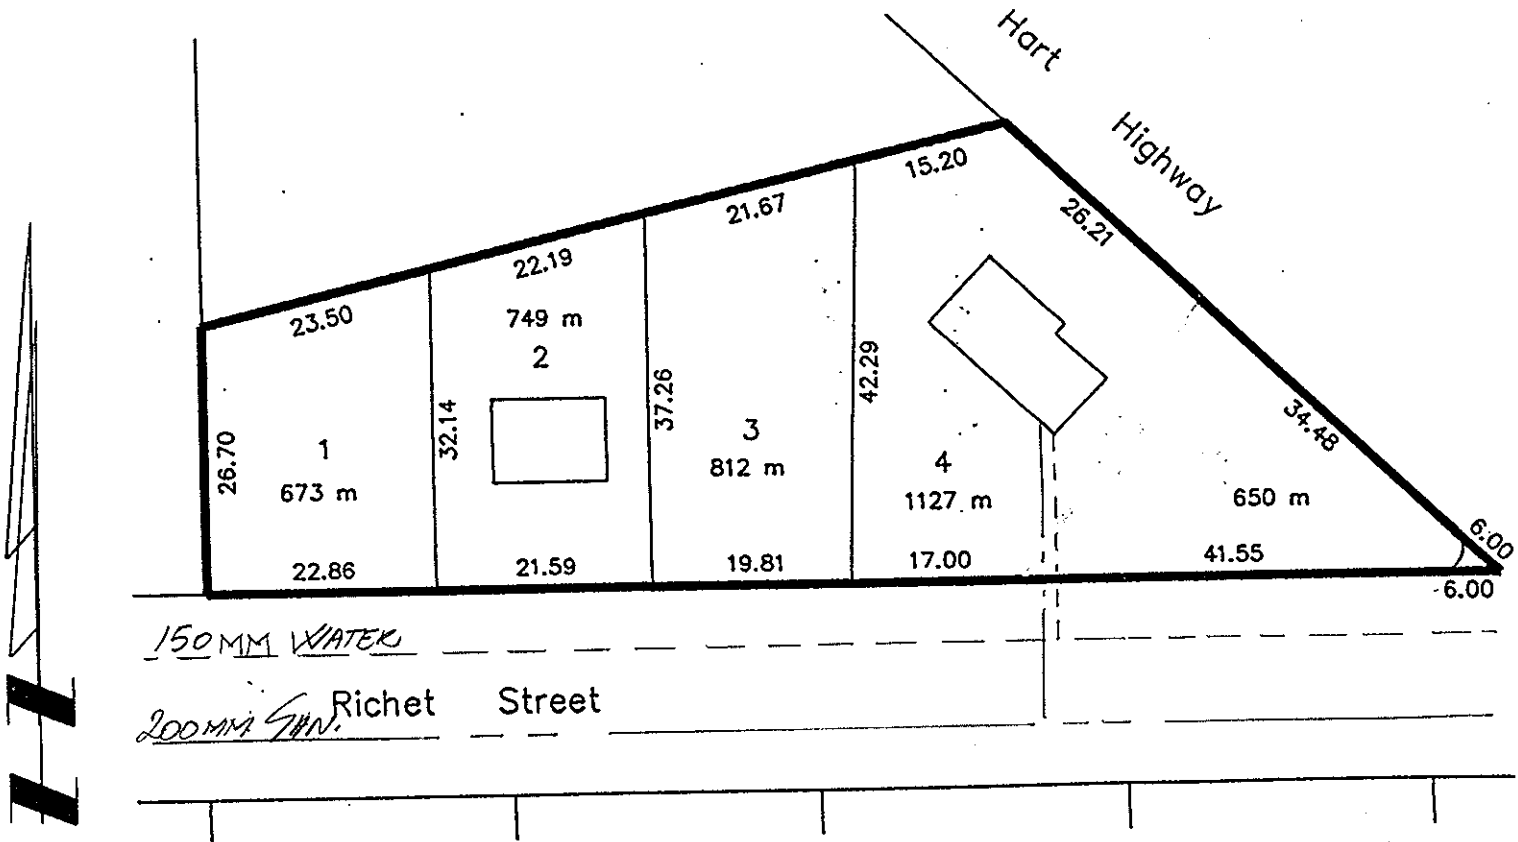 Hart
Highway
15.20
21.67
26.21
22.19
23.50
749 m
2
42.29
37.26
34.48
32.14
3
1
26.70
812 m
4
673 m
1127 m
650 m
6.00
22.86
21.59
19.81
17.00
41.55
6.00
150MM WATER
Richet Street
200MM SAN.